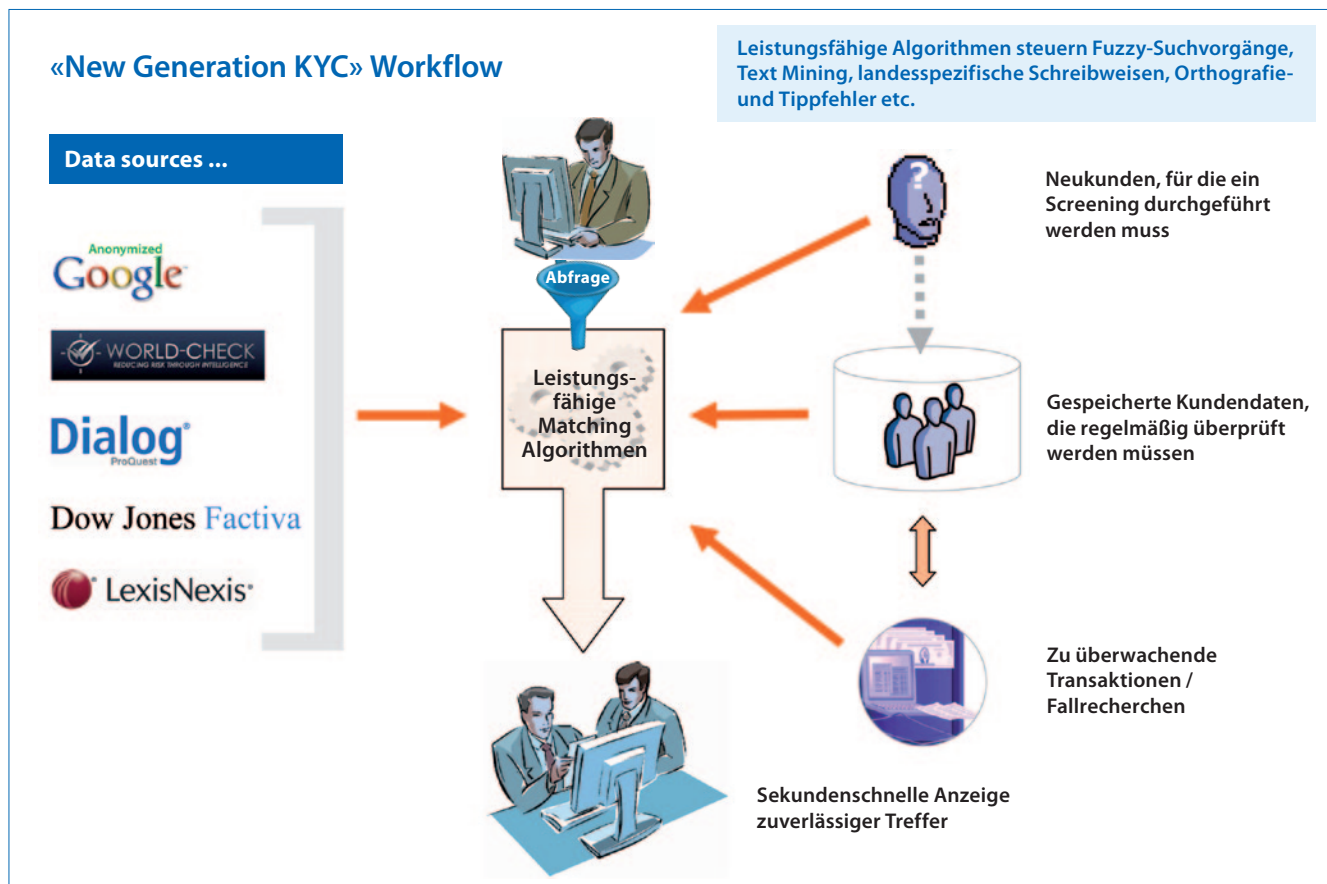 «New Generation KYC» Workflow
Leistungsfähige Algorithmen steuern Fuzzy-Suchvorgänge,
Text Mining, landesspezifische Schreibweisen, Orthografie-
und Tippfehler etc.
Data sources ...
Anonymized
Google™
WORLD-CHECK
REDUCING RISK THROUGH INTELLIGENCE
Dialog®
ProQuest
Dow Jones Factiva
LexisNexis®
Abfrage
Leistungs-
fähige
Matching
Algorithmen
?
Neukunden, für die ein
Screening durchgeführt
werden muss
Gespeicherte Kundendaten,
die regelmäßig überprüft
werden müssen
Zu überwachende
Transaktionen /
Fallrecherchen
Sekundenschnelle Anzeige
zuverlässiger Treffer